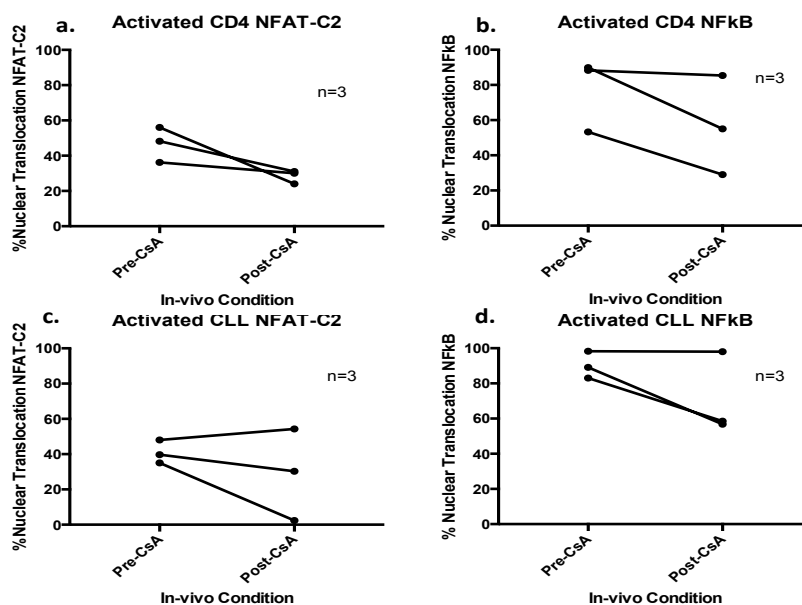 a.
Activated CD4 NFAT-C2
%Nuclear Translocation NFAT-C2
100
80
60
40
20
0
n=3
Pre-CsA
Post-CsA
In-vivo Condition
b.
Activated CD4 NFkB
% Nuclear Translocation NFkB
100
80
60
40
20
0
n=3
Pre-CsA
Post-CsA
In-vivo Condition
c.
Activated CLL NFAT-C2
%Nuclear Translocation NFAT-C2
100
80
60
40
20
0
n=3
Pre-CsA
Post-CsA
In-vivo Condition
d.
Activated CLL NFkB
% Nuclear Translocation NFkB
100
80
60
40
20
0
n=3
Pre-CsA
Post-CsA
In-vivo Condition